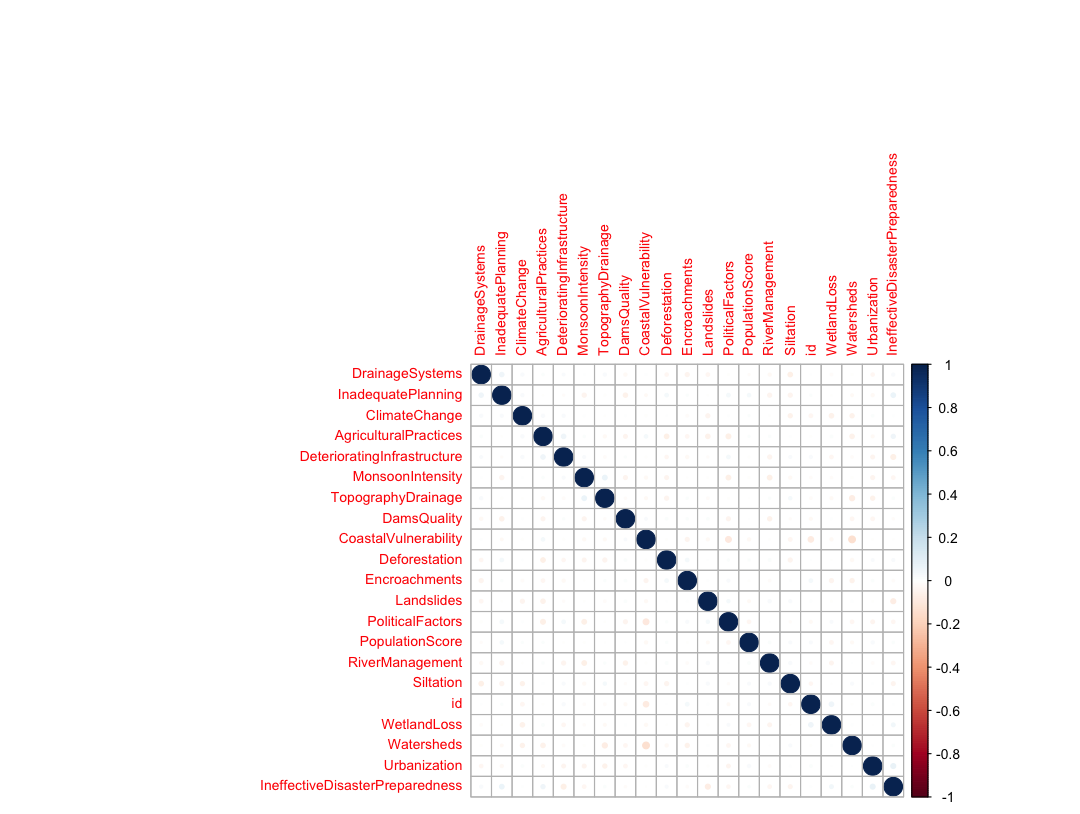 DrainageSystems
InadequatePlanning
ClimateChange
AgriculturalPractices
DeterioratingInfrastructure
MonsoonIntensity
TopographyDrainage
DamsQuality
CoastalVulnerability
Deforestation
Encroachments
Landslides
PoliticalFactors
PopulationScore
RiverManagement
Siltation
id
WetlandLoss
Watersheds
Urbanization
IneffectiveDisasterPreparedness
DrainageSystems
InadequatePlanning
ClimateChange
AgriculturalPractices
DeterioratingInfrastructure
MonsoonIntensity
TopographyDrainage
DamsQuality
CoastalVulnerability
Deforestation
Encroachments
Landslides
PoliticalFactors
PopulationScore
RiverManagement
Siltation
id
WetlandLoss
Watersheds
Urbanization
IneffectiveDisasterPreparedness
1
0.8
0.6
0.4
0.2
0
-0.2
-0.4
-0.6
-0.8
-1